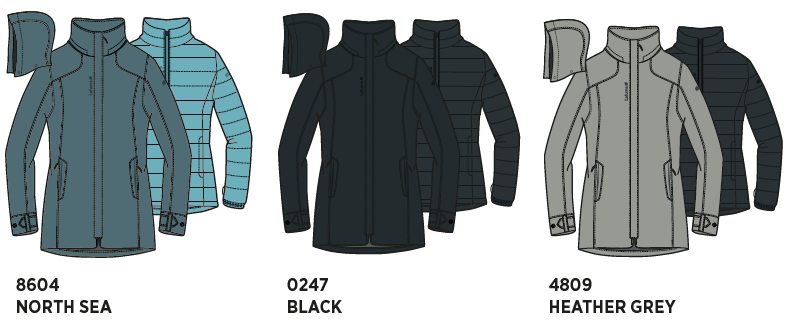 8604
NORTH SEA
0247
BLACK
4809
HEATHER GREY